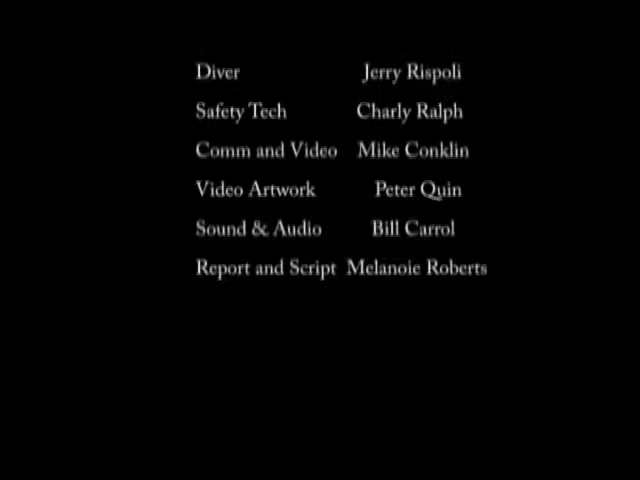 Diver Jerry Rispoli
Safety Tech Charly Ralph
Comm and Video Mike Conklin
Video Artwork Peter Quin
Sound & Audio Bill Carrol
Report and Script Melanoie Roberts